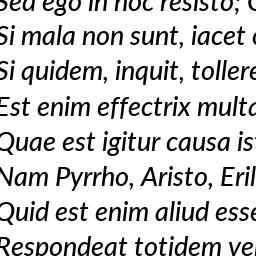 Sed ego in hoc resisto;
Si mala non sunt, iacet
Si quidem, inquit, tollere
Est enim effectrix multa
Quae est igitur causa is
Nam Pyrrho, Aristo, Eril
Quid est enim aliud esse
Respondeat totidem ve